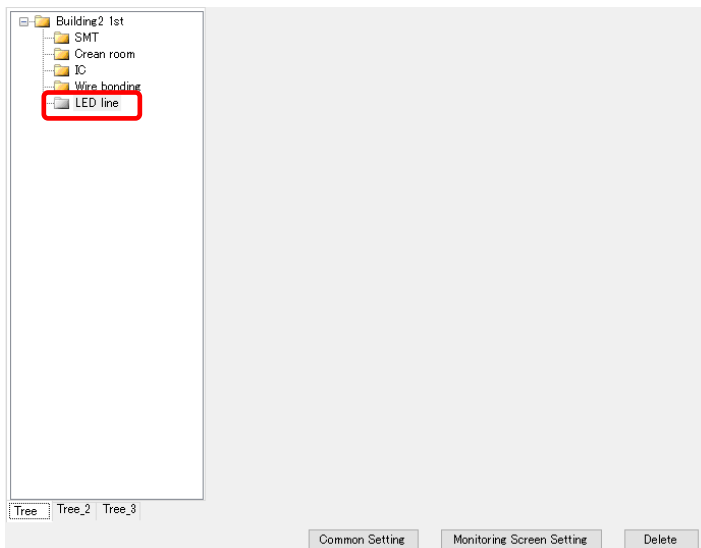 Building2 1st
SMT
Crean room
IC
Wire bonding
LED line
Tree Tree_2 Tree_3
Common Setting Monitoring Screen Setting Delete